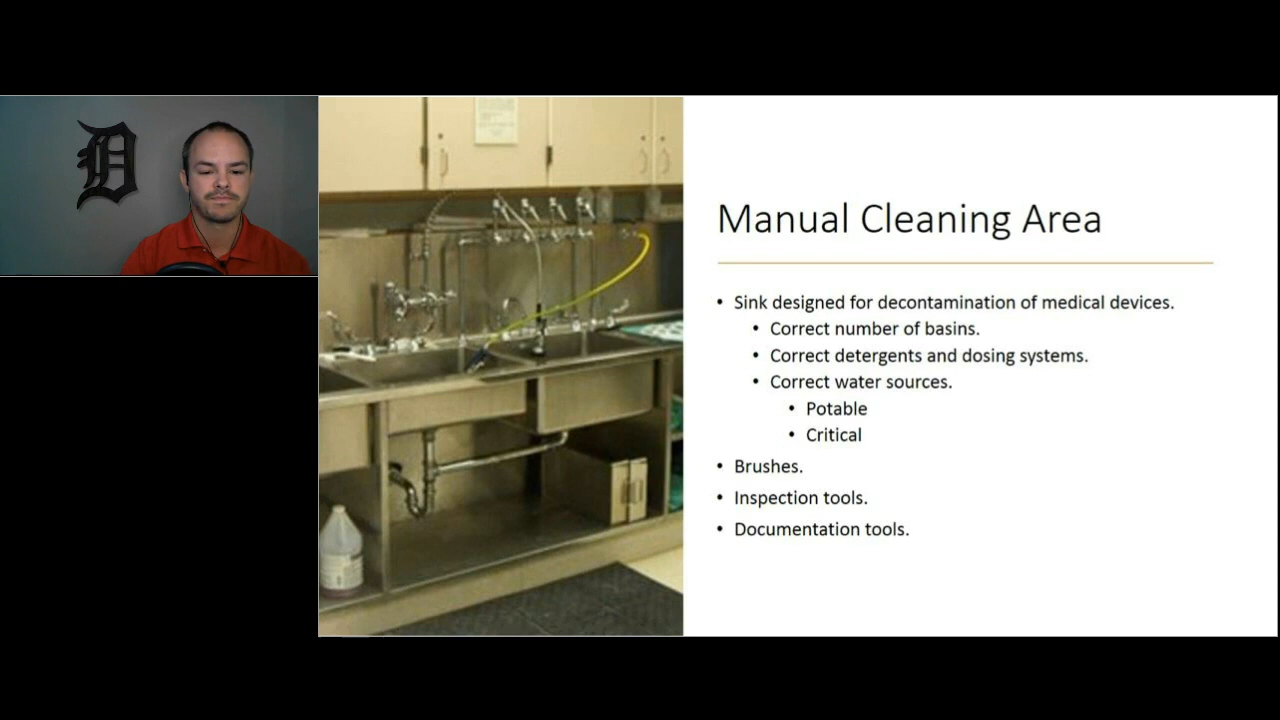 D
Manual Cleaning Area
• Sink designed for decontamination of medical devices.
• Correct number of basins.
• Correct detergents and dosing systems.
• Correct water sources.
• Potable
• Critical
• Brushes.
• Inspection tools.
• Documentation tools.